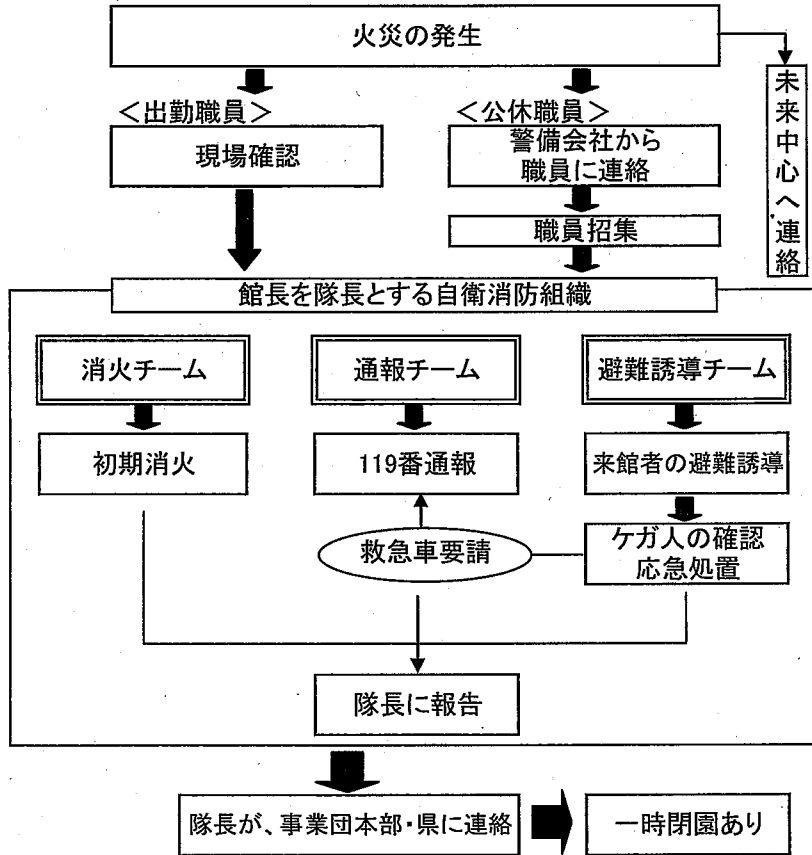 火災の発生
未来中心へ連絡
<出勤職員>
<公休職員>
現場確認
警備会社から
職員に連絡
職員招集
館長を隊長とする自衛消防組織
消火チーム
通報チーム
避難誘導チーム
初期消火
119番通報
来館者の避難誘導
救急車要請
ケガ人の確認
応急処置
隊長に報告
隊長が、事業団本部・県に連絡
一時閉園あり